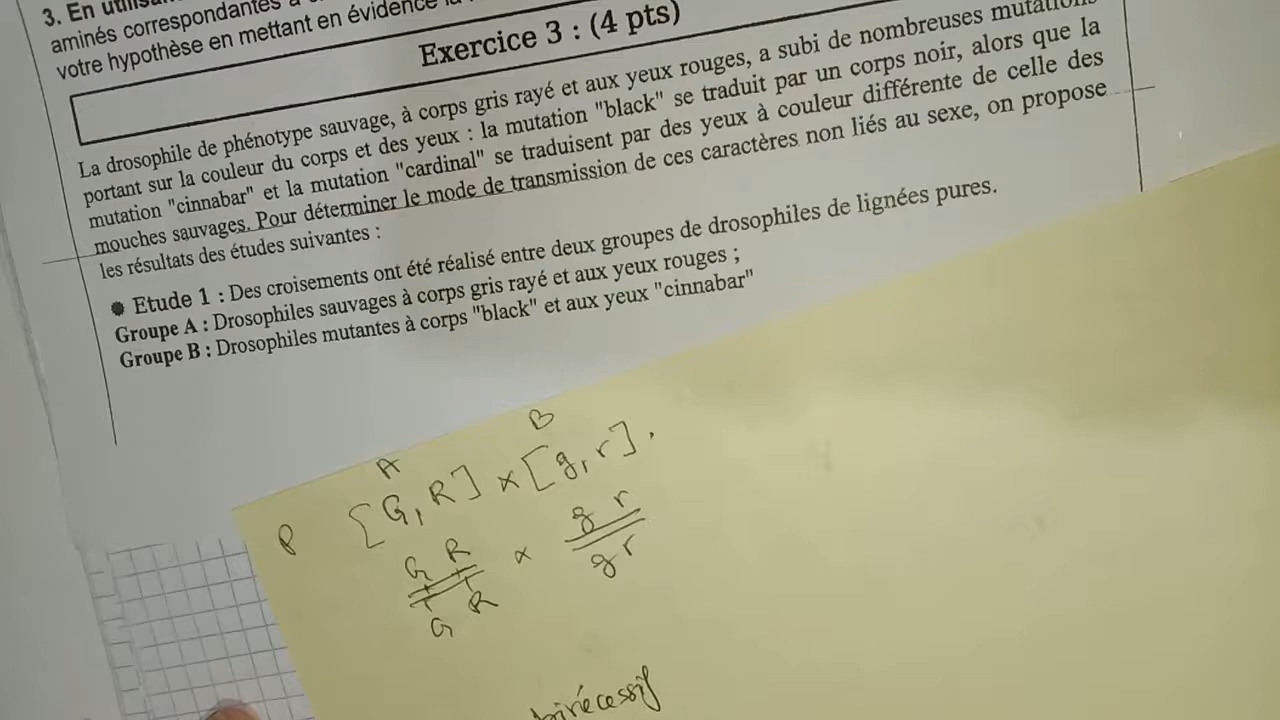 3. En utilisa
aminés correspondantes à
votre hypothèse en mettant en évidence la
Exercice 3 : (4 pts)
La drosophile de phénotype sauvage, à corps gris rayé et aux yeux rouges, a subi de nombreuses mutations
portant sur la couleur du corps et des yeux : la mutation "black" se traduit par un corps noir, alors que la
mutation "cinnabar" et la mutation "cardinal" se traduisent par des yeux à couleur différente de celle des
mouches sauvages. Pour déterminer le mode de transmission de ces caractères non liés au sexe, on propose
les résultats des études suivantes :
✹ Etude 1 : Des croisements ont été réalisé entre deux groupes de drosophiles de lignées pures.
Groupe A : Drosophiles sauvages à corps gris rayé et aux yeux rouges ;
Groupe B : Drosophiles mutantes à corps "black" et aux yeux "cinnabar"
A B
P [G, R] × [g, r].
G R × g r
G R g r
birécessif